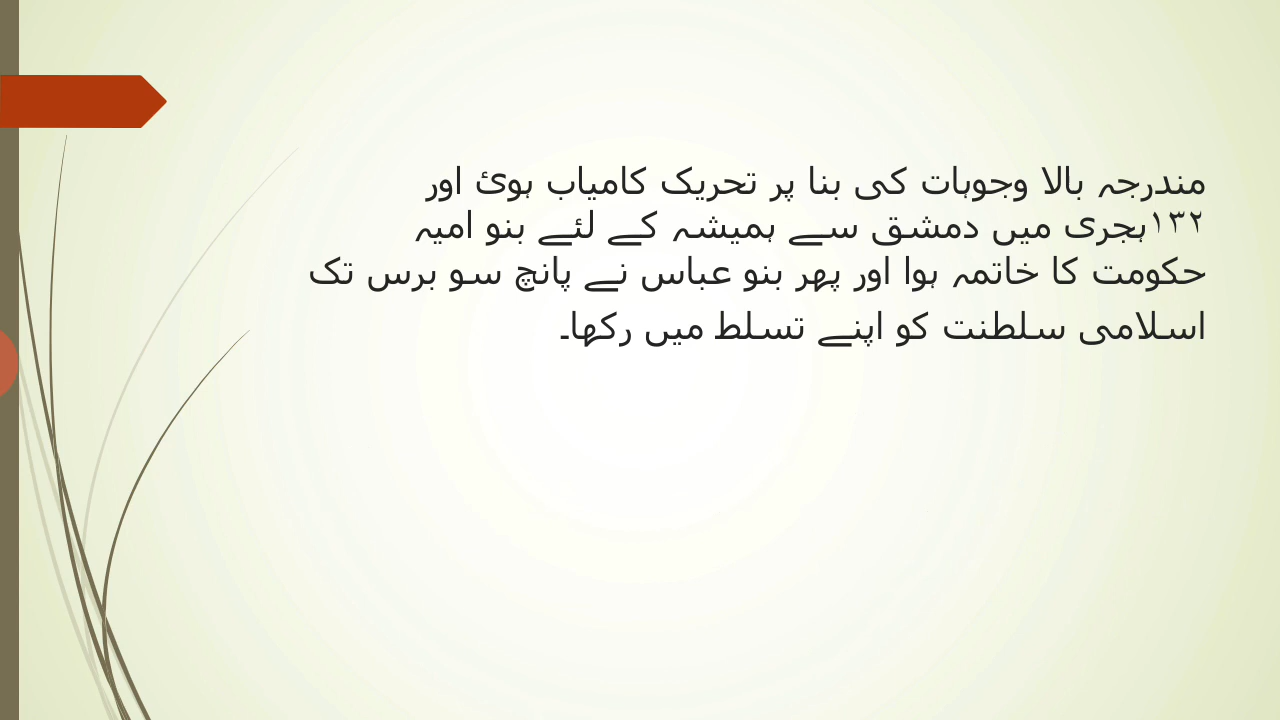 مندرجہ بالا وجوہات کی بنا پر تحریک کامیاب ہوئ اور
۱۳۲ہجری میں دمشق سے ہمیشہ کے لئے بنو امیہ
حکومت کا خاتمہ ہوا اور پھر بنو عباس نے پانچ سو برس تک
اسلامی سلطنت کو اپنے تسلط میں رکھا۔